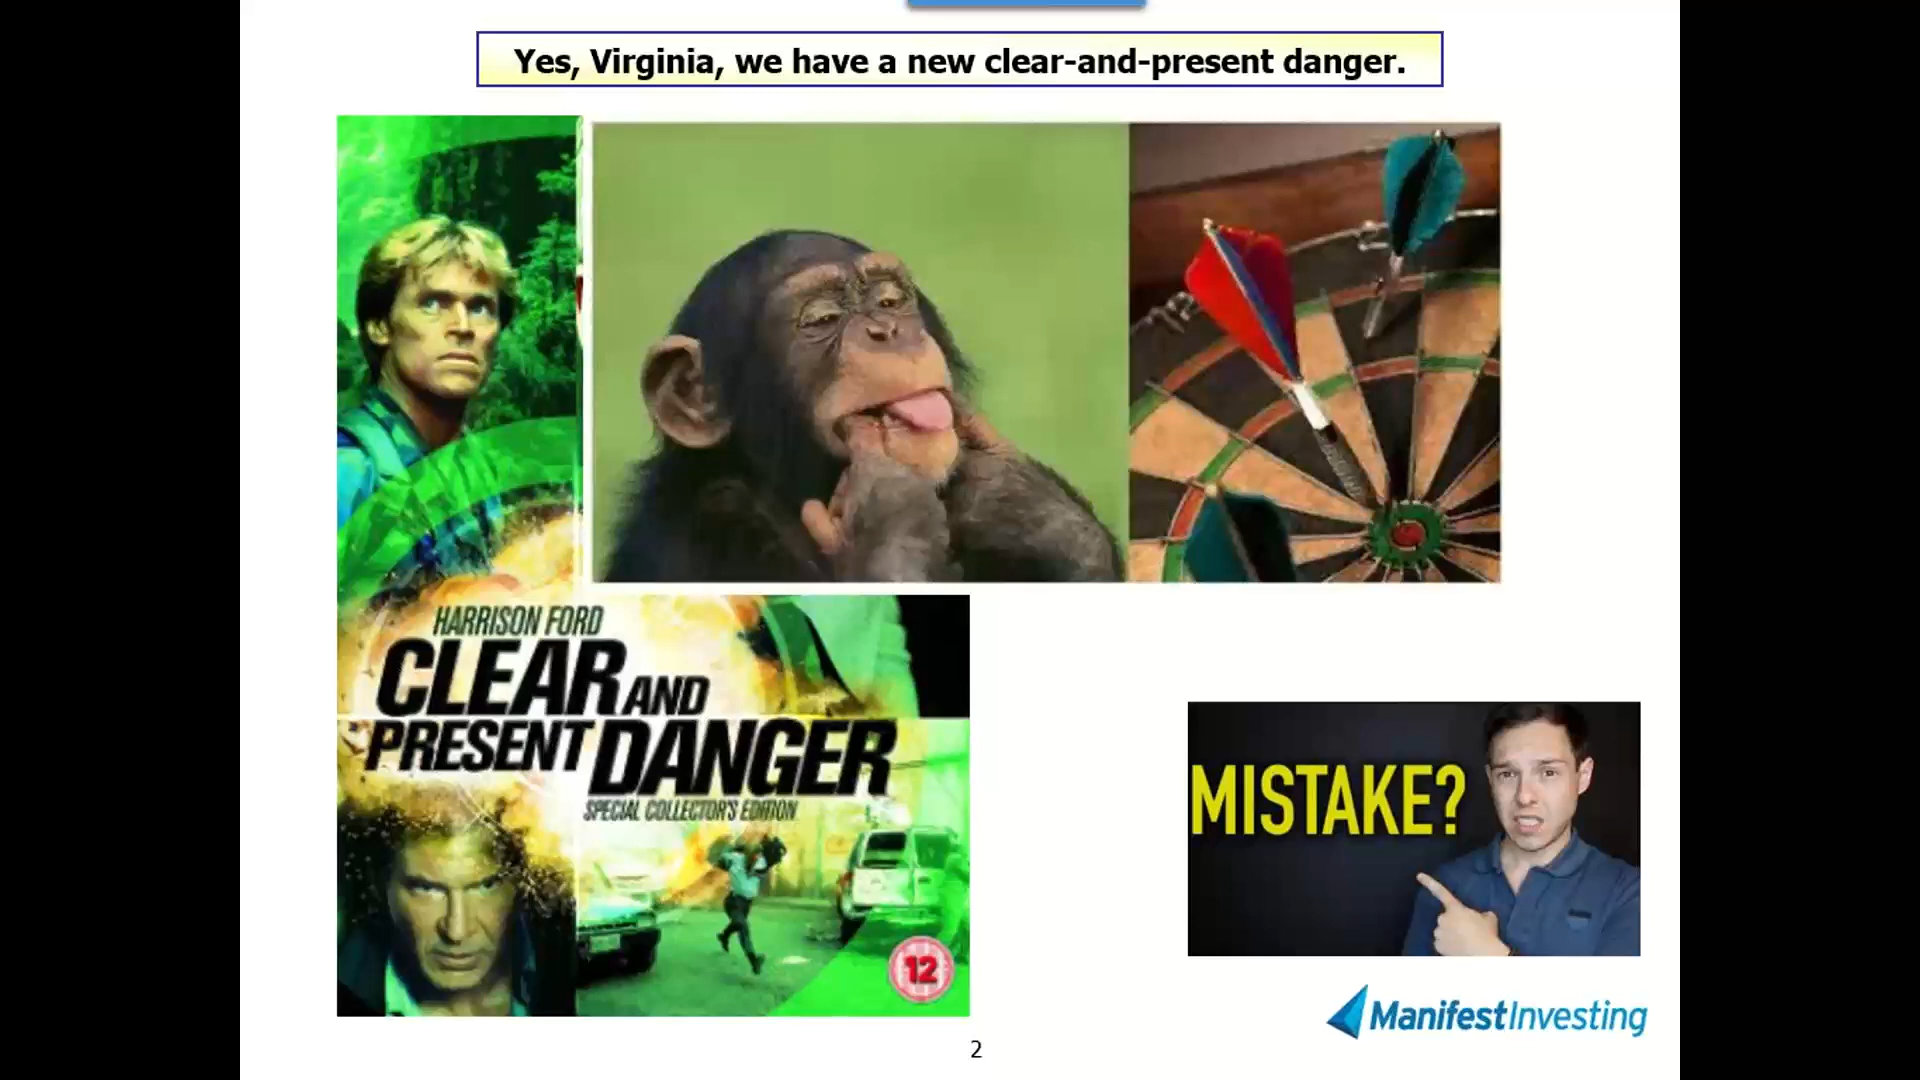 Yes, Virginia, we have a new clear-and-present danger.
HARRISON FORD
CLEAR AND
PRESENT DANGER
SPECIAL COLLECTOR'S EDITION
12
MISTAKE?
ManifestInvesting
2